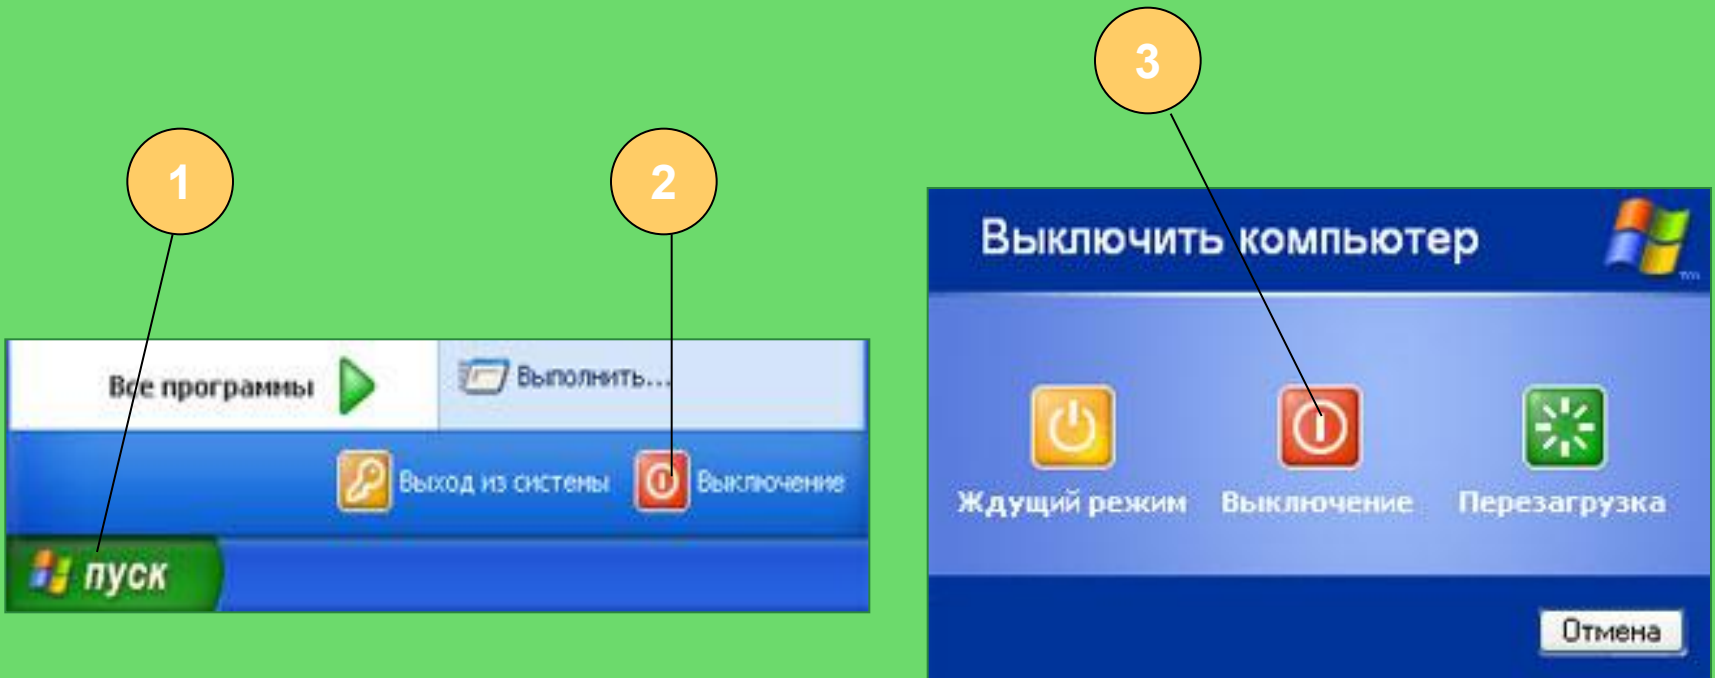 3
1
2
Выключить компьютер
Все программы
Выполнить...
Выход из системы
Выключение
пуск
Ждущий режим
Выключение
Перезагрузка
Отмена